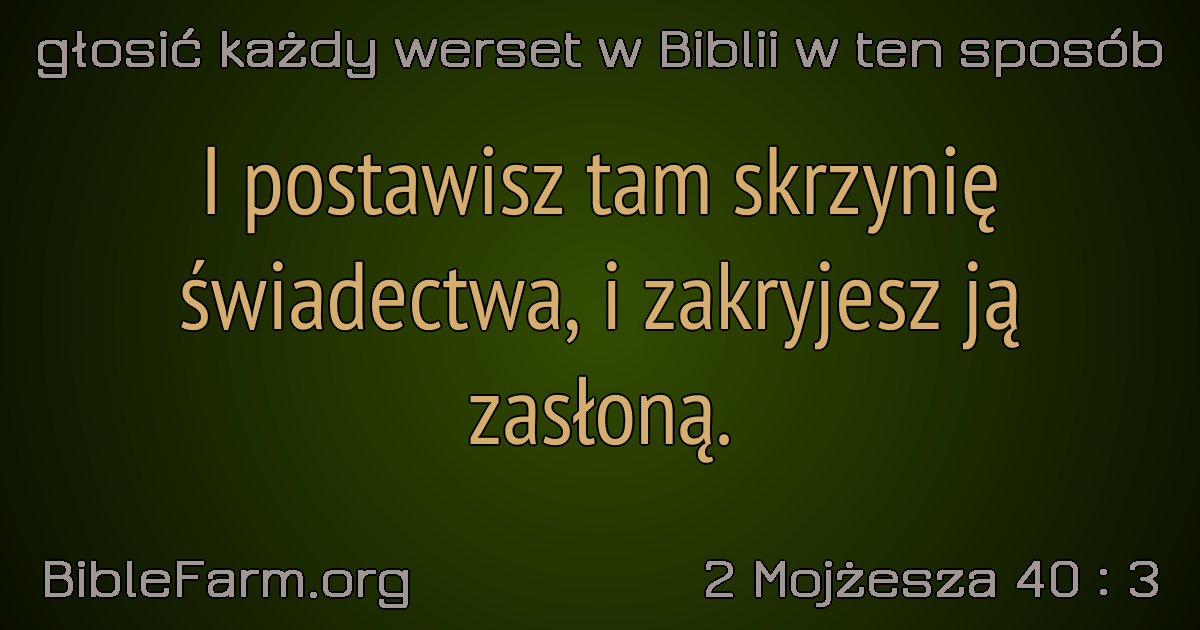 głosić każdy werset w Biblii w ten sposób
I postawisz tam skrzynię
świadectwa, i zakryjesz ją
zasłoną.
BibleFarm.org
2 Mojżesza 40 : 3